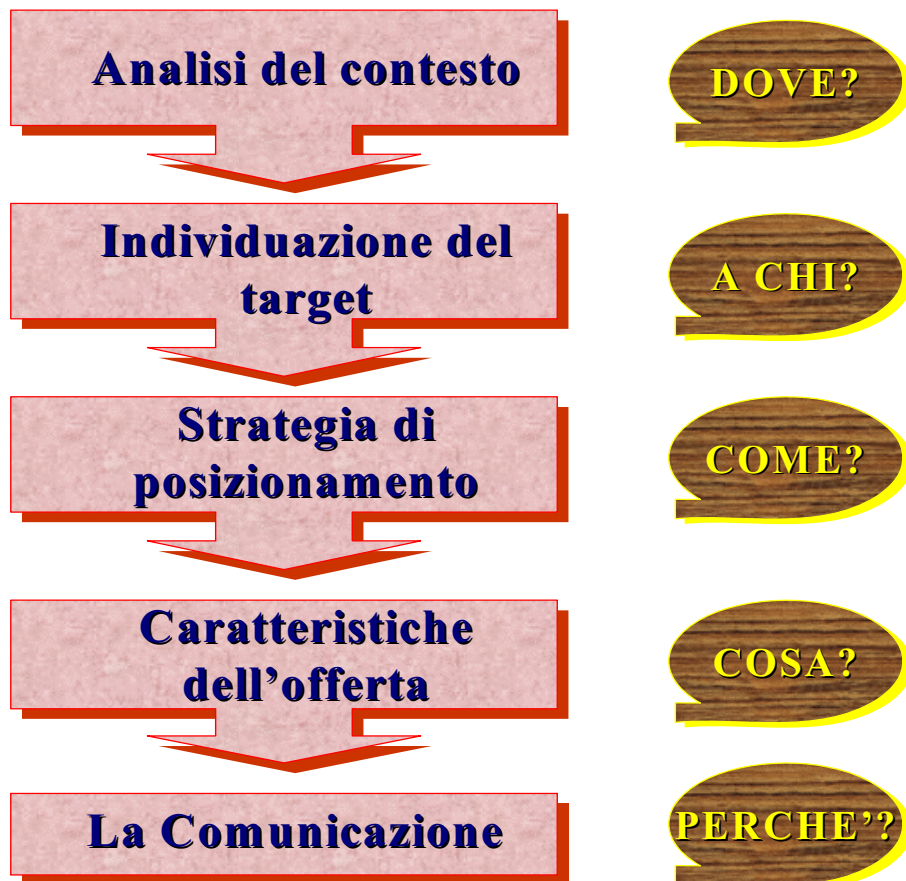 Analisi del contesto
DOVE?
Individuazione del
target
A CHI?
Strategia di
posizionamento
COME?
Caratteristiche
dell’offerta
COSA?
La Comunicazione
PERCHE’?